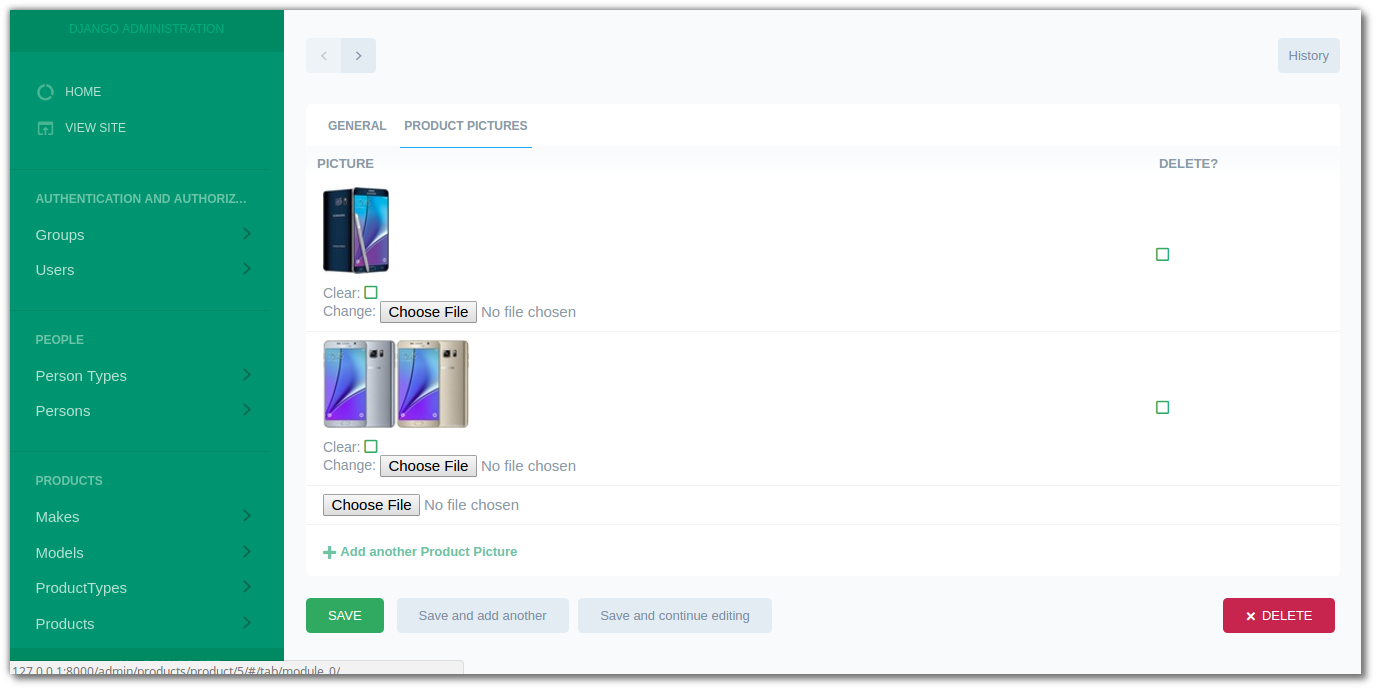 DJANGO ADMINISTRATION
HOME
VIEW SITE
AUTHENTICATION AND AUTHORIZ...
Groups
Users
PEOPLE
Person Types
Persons
PRODUCTS
Makes
Models
ProductTypes
Products
127.0.0.1:8000/admin/products/product/5/#/tab/module_0/
History
GENERAL PRODUCT PICTURES
PICTURE DELETE?
Clear:
Change: Choose File No file chosen
Clear:
Change: Choose File No file chosen
Choose File No file chosen
Add another Product Picture
SAVE Save and add another Save and continue editing DELETE